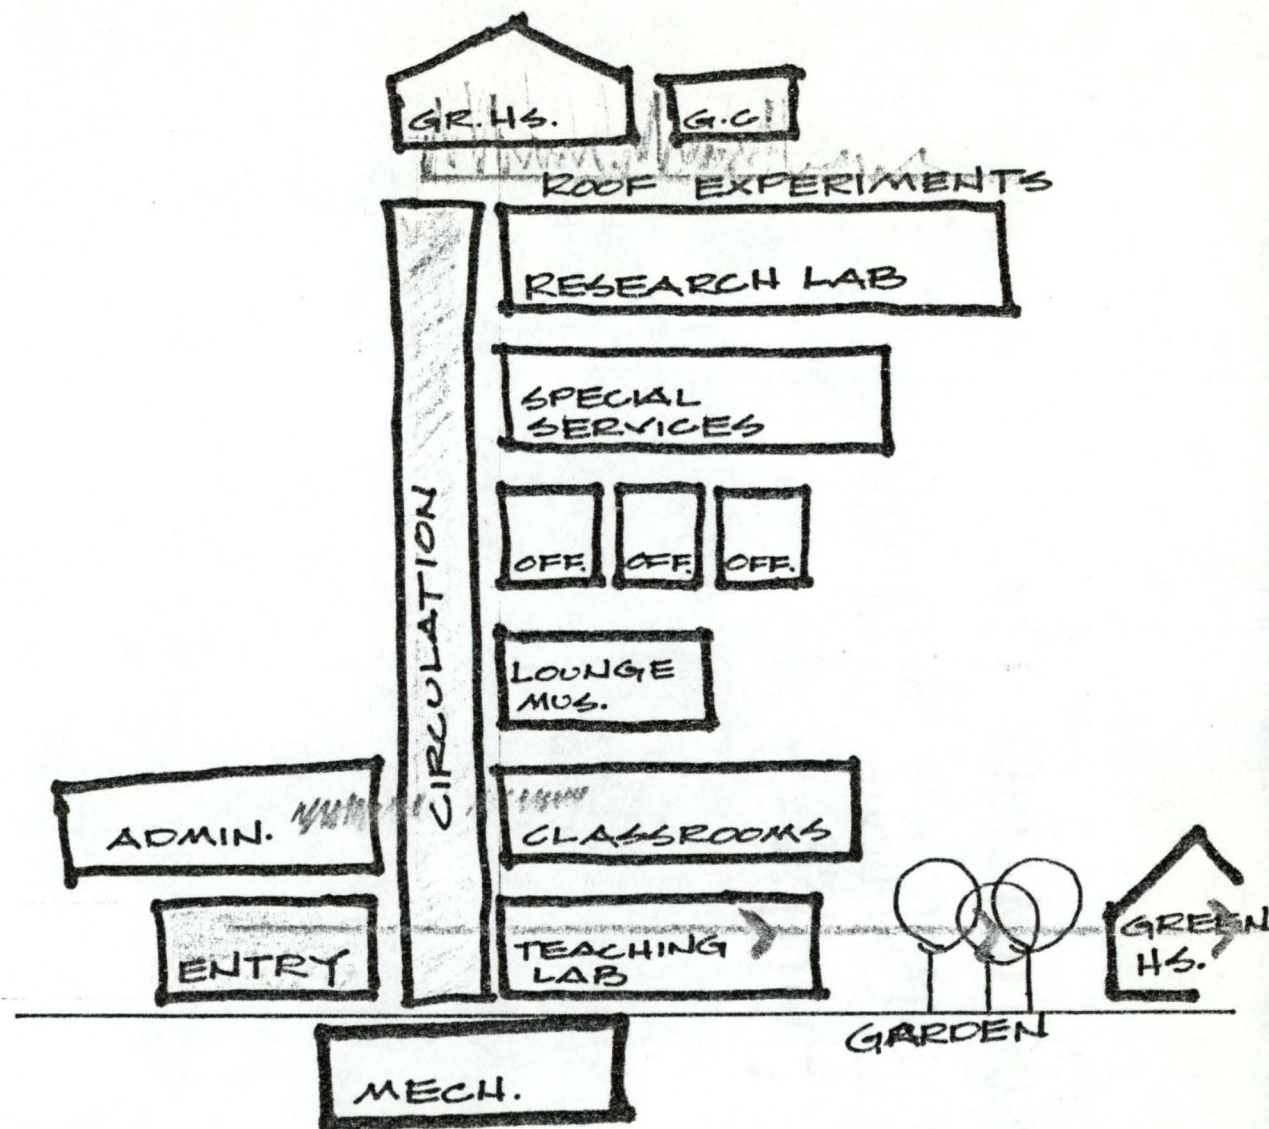 GR.HS.
G.C.
ROOF EXPERIMENTS
RESEARCH LAB
SPECIAL
SERVICES
OFF. OFF. OFF.
CIRCULATION
LOUNGE
MUS.
ADMIN.
CLASSROOMS
ENTRY
TEACHING
LAB
GREEN
HS.
GARDEN
MECH.